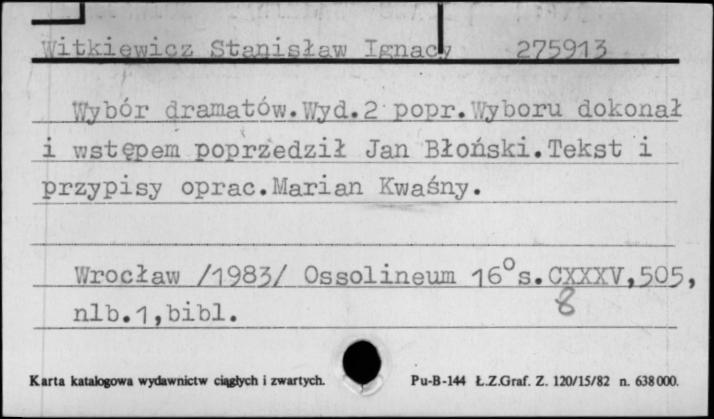 Witkiewicz Stanisław Ignacy 275913
Wybór dramatów.Wyd.2 popr.Wyboru dokonał
i wstępem poprzedził Jan Błoński.Tekst i
przypisy oprac.Marian Kwaśny.
Wrocław /1983/ Ossolineum 16°s.CXXXV,505,
nlb.1,bibl.
8
Karta katalogowa wydawnictw ciągłych i zwartych. Pu-B-144 Ł.Z.Graf. Z. 120/15/82 n. 638000.